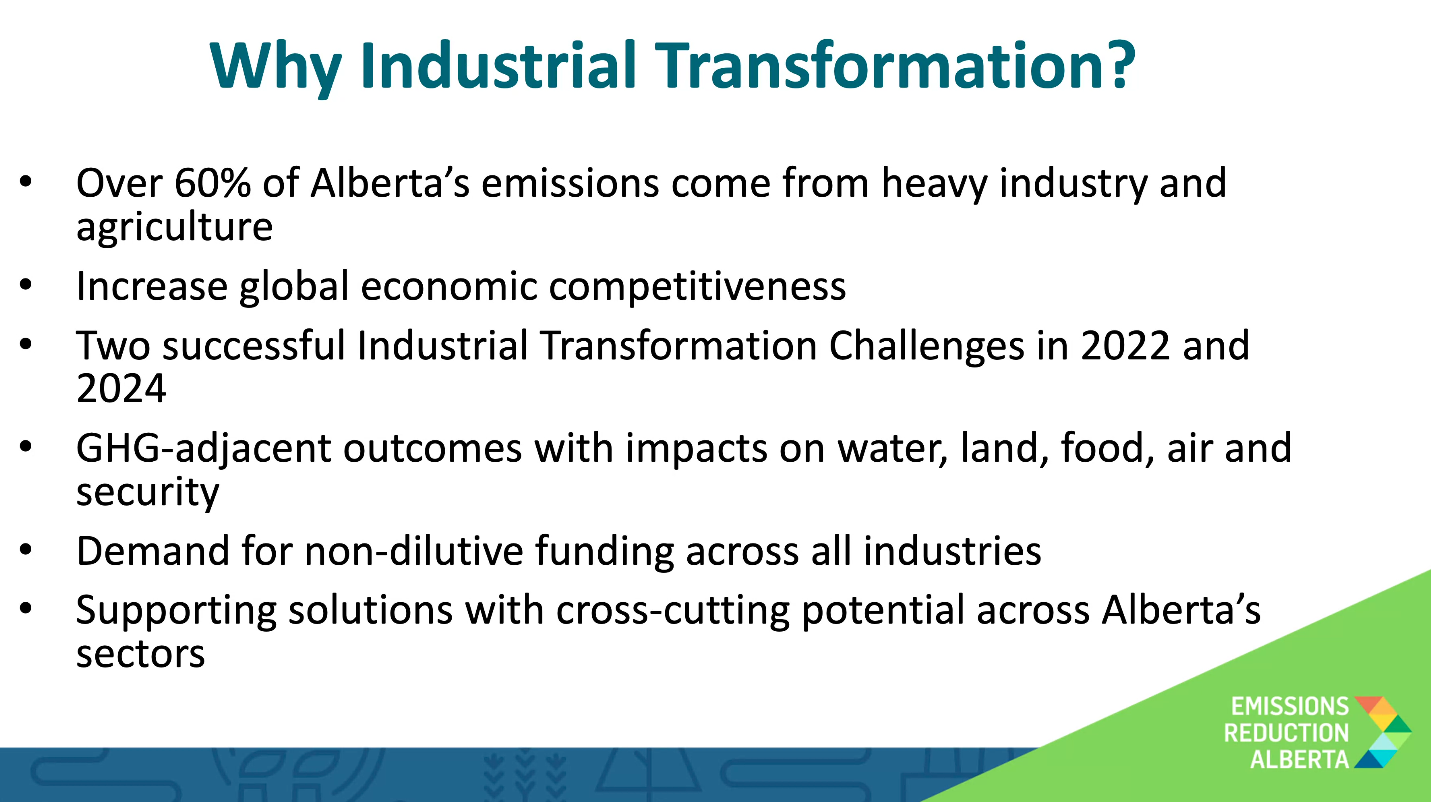 Why Industrial Transformation?
• Over 60% of Alberta’s emissions come from heavy industry and
agriculture
• Increase global economic competitiveness
• Two successful Industrial Transformation Challenges in 2022 and
2024
• GHG-adjacent outcomes with impacts on water, land, food, air and
security
• Demand for non-dilutive funding across all industries
• Supporting solutions with cross-cutting potential across Alberta’s
sectors
EMISSIONS
REDUCTION
ALBERTA